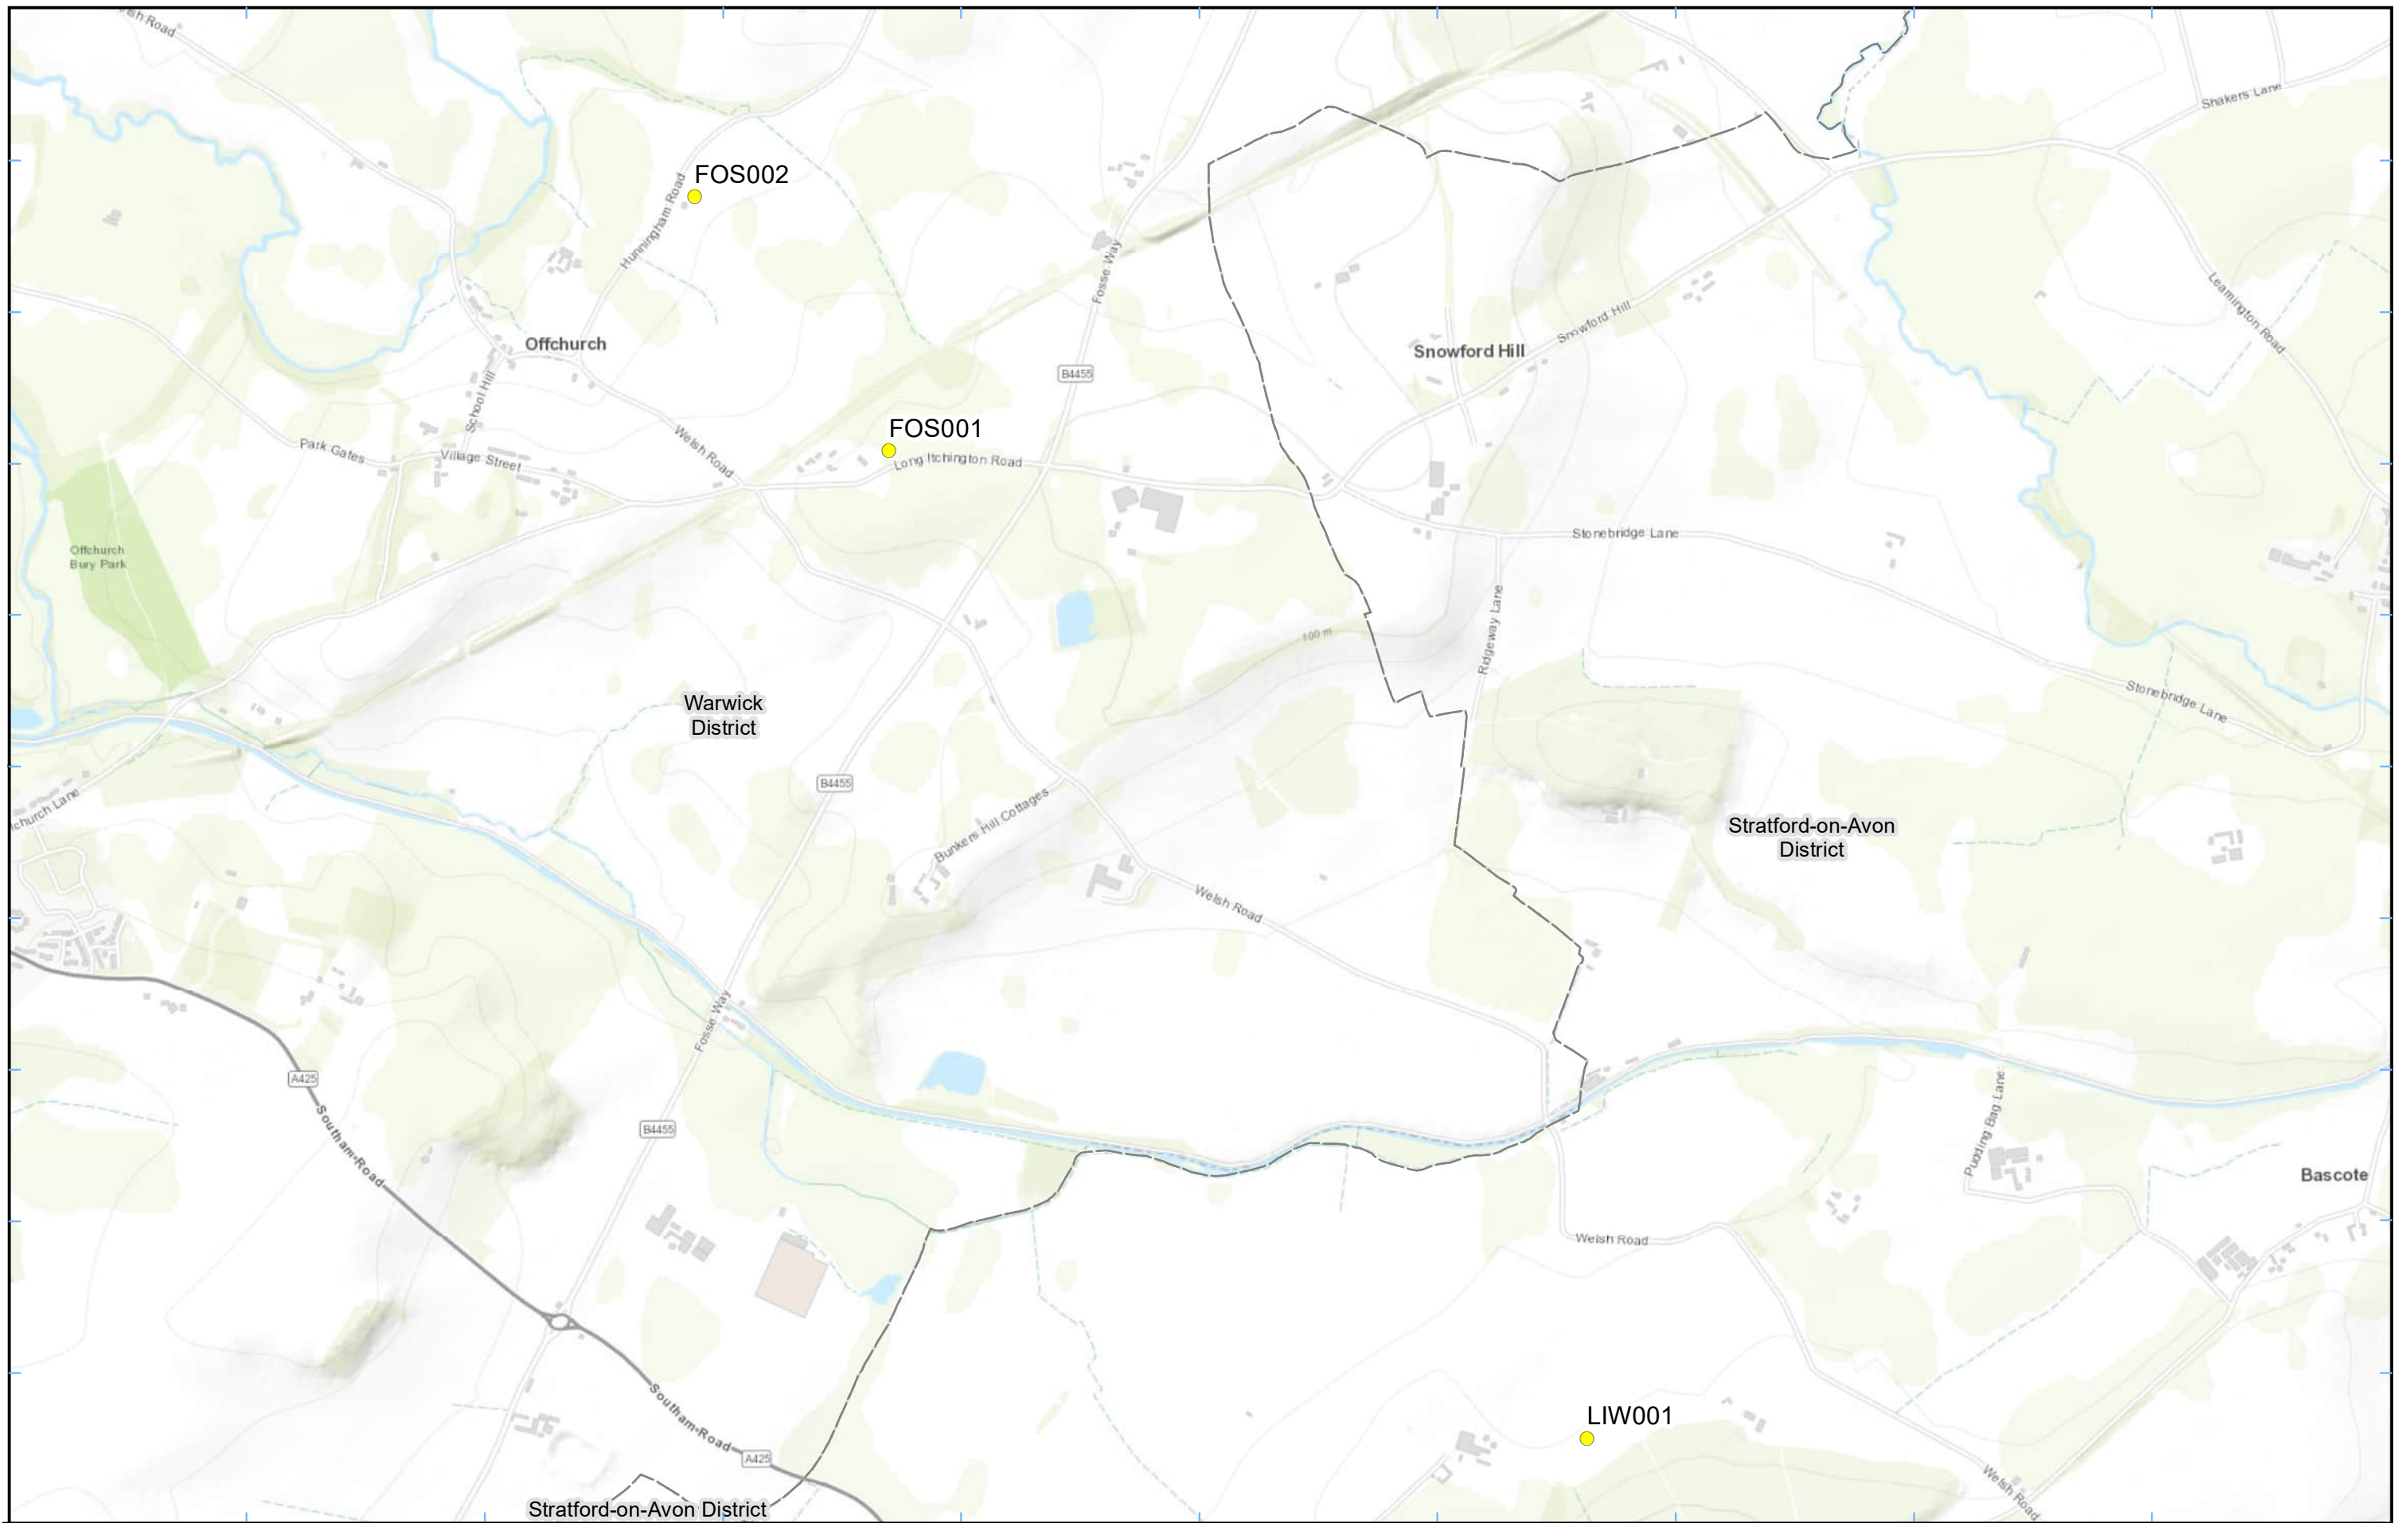 sh Road
Shakers Lane
FOS002
Hunningham Road
Fosse Way
Leamington Road
Snowford Hill
Offchurch
Snowford Hill
B4455
School Hill
FOS001
Welsh Road
Park Gates
Village Street
Long Itchington Road
Stonebridge Lane
Offchurch
Bury Park
Ridgeway Lane
100 m
Stonebridge Lane
Warwick
District
B4455
church Lane
Bunkers Hill Cottages
Stratford-on-Avon
District
Welsh Road
Fosse Way
A425
Southam Road
B4455
Pudding Bag Lane
Bascote
Welsh Road
Southam Road
A425
LIW001
Welsh Road
Stratford-on-Avon District